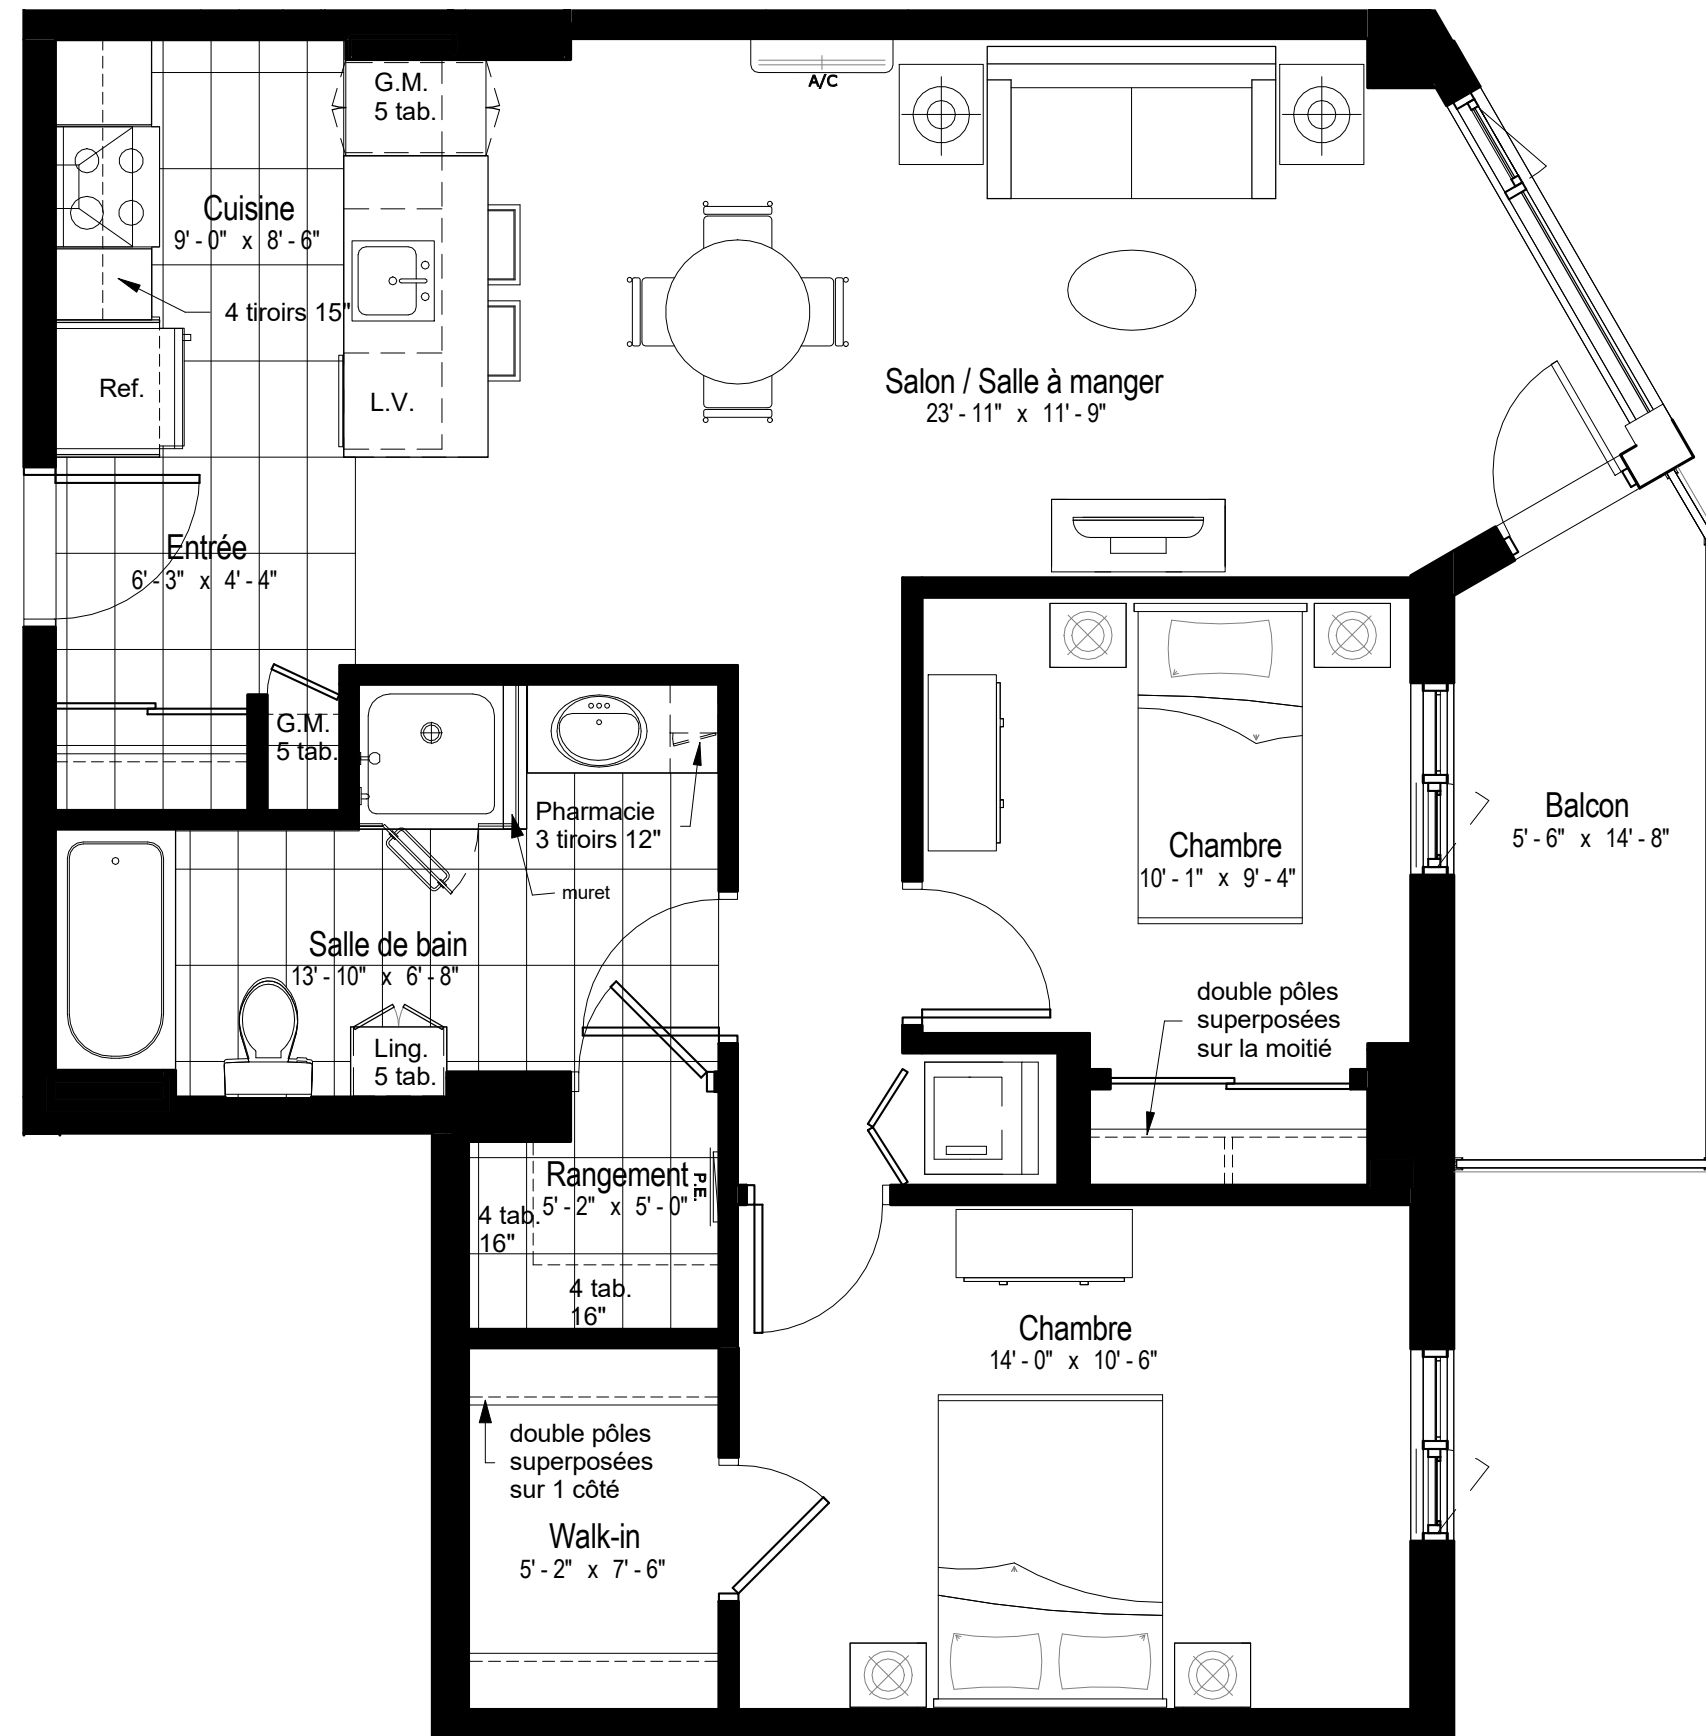 G.M.
5 tab.
A/C
Cuisine
9' - 0" x 8' - 6"
4 tiroirs 15"
Ref.
L.V.
Salon / Salle à manger
23' - 11" x 11' - 9"
Entrée
6' - 3" x 4' - 4"
G.M.
5 tab.
Pharmacie
3 tiroirs 12"
muret
Balcon
5' - 6" x 14' - 8"
Chambre
10' - 1" x 9' - 4"
Salle de bain
13' - 10" x 6' - 8"
double pôles
superposées
sur la moitié
Ling.
5 tab.
Rangement
5' - 2" x 5' - 0"
P.E.
4 tab.
16"
4 tab.
16"
Chambre
14' - 0" x 10' - 6"
double pôles
superposées
sur 1 côté
Walk-in
5' - 2" x 7' - 6"